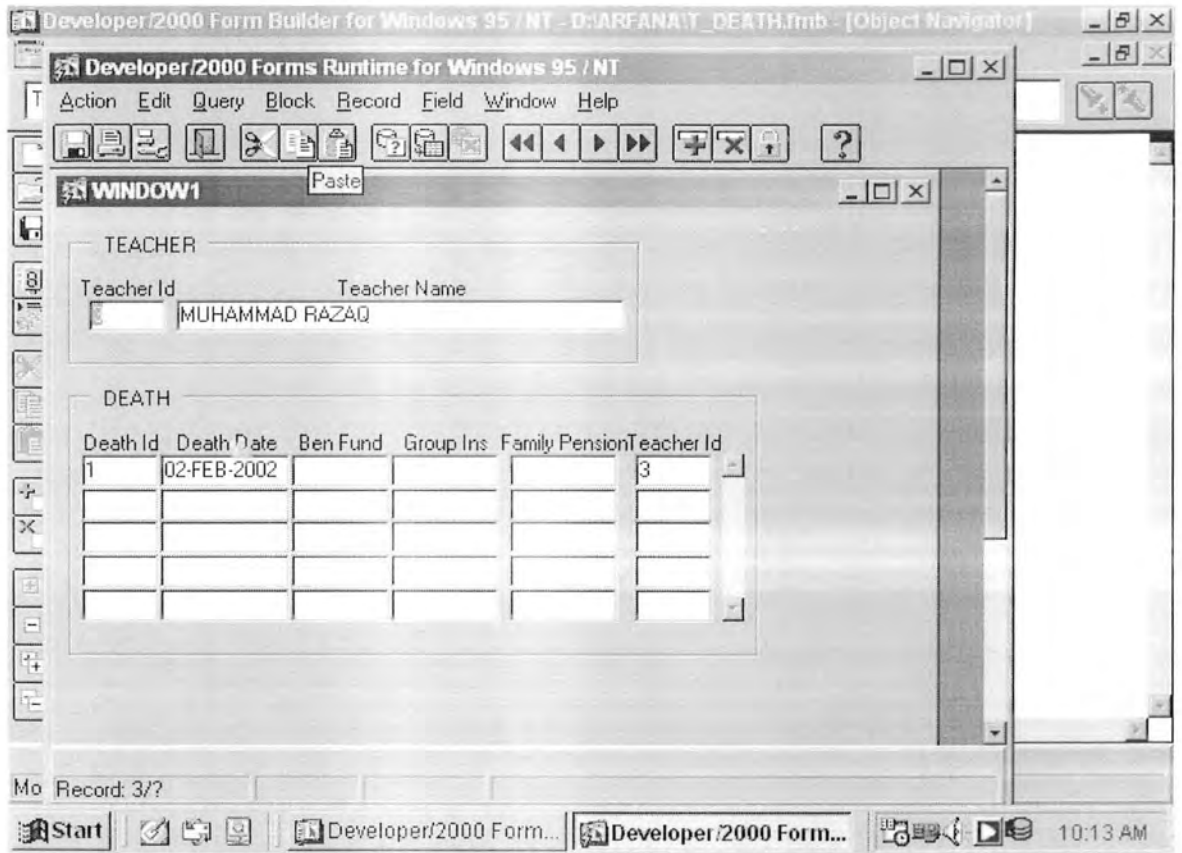 Developer/2000 Form Builder for Windows 95 / NT - D:\ARFANA\T_DEATH.fmb - [Object Navigator]
Developer/2000 Forms Runtime for Windows 95 / NT
Action Edit Query Block Record Field Window Help
Paste
WINDOW1
TEACHER
Teacher Id Teacher Name
MUHAMMAD RAZAQ
DEATH
Death Id Death Date Ben Fund Group Ins Family Pension Teacher Id
1 02-FEB-2002 3
Mo Record: 3/?
Start Developer/2000 Form... Developer/2000 Form... 10:13 AM